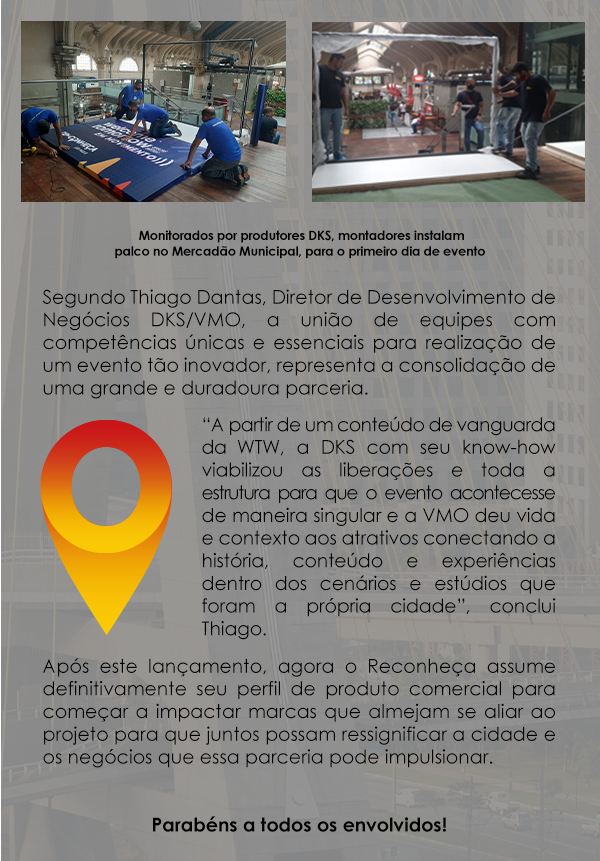 CONHEÇA
MOVIMENTO)))
Monitorados por produtores DKS, montadores instalam
palco no Mercadão Municipal, para o primeiro dia de evento
Segundo Thiago Dantas, Diretor de Desenvolvimento de
Negócios DKS/VMO, a união de equipes com
competências únicas e essenciais para realização de
um evento tão inovador, representa a consolidação de
uma grande e duradoura parceria.
“A partir de um conteúdo de vanguarda
da WTW, a DKS com seu know-how
viabilizou as liberações e toda a
estrutura para que o evento acontecesse
de maneira singular e a VMO deu vida
e contexto aos atrativos conectando a
história, conteúdo e experiências
dentro dos cenários e estúdios que
foram a própria cidade”, conclui
Thiago.
Após este lançamento, agora o Reconheça assume
definitivamente seu perfil de produto comercial para
começar a impactar marcas que almejam se aliar ao
projeto para que juntos possam ressignificar a cidade e
os negócios que essa parceria pode impulsionar.
Parabéns a todos os envolvidos!